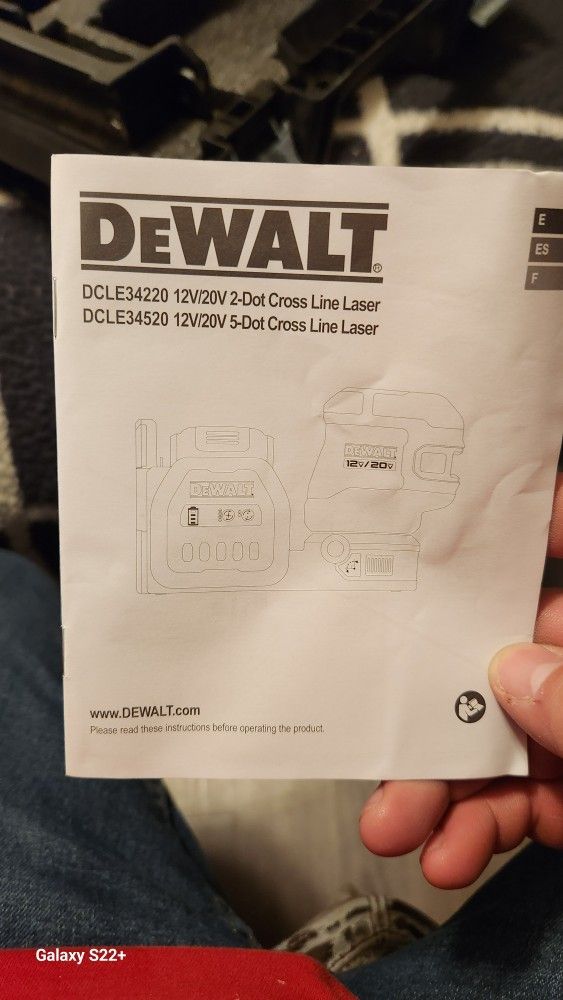 DEWALT®
E
ES
F
DCLE34220 12V/20V 2-Dot Cross Line Laser
DCLE34520 12V/20V 5-Dot Cross Line Laser
DEWALT
12V/20V
DEWALT
www.DEWALT.com
Please read these instructions before operating the product.
Galaxy S22+